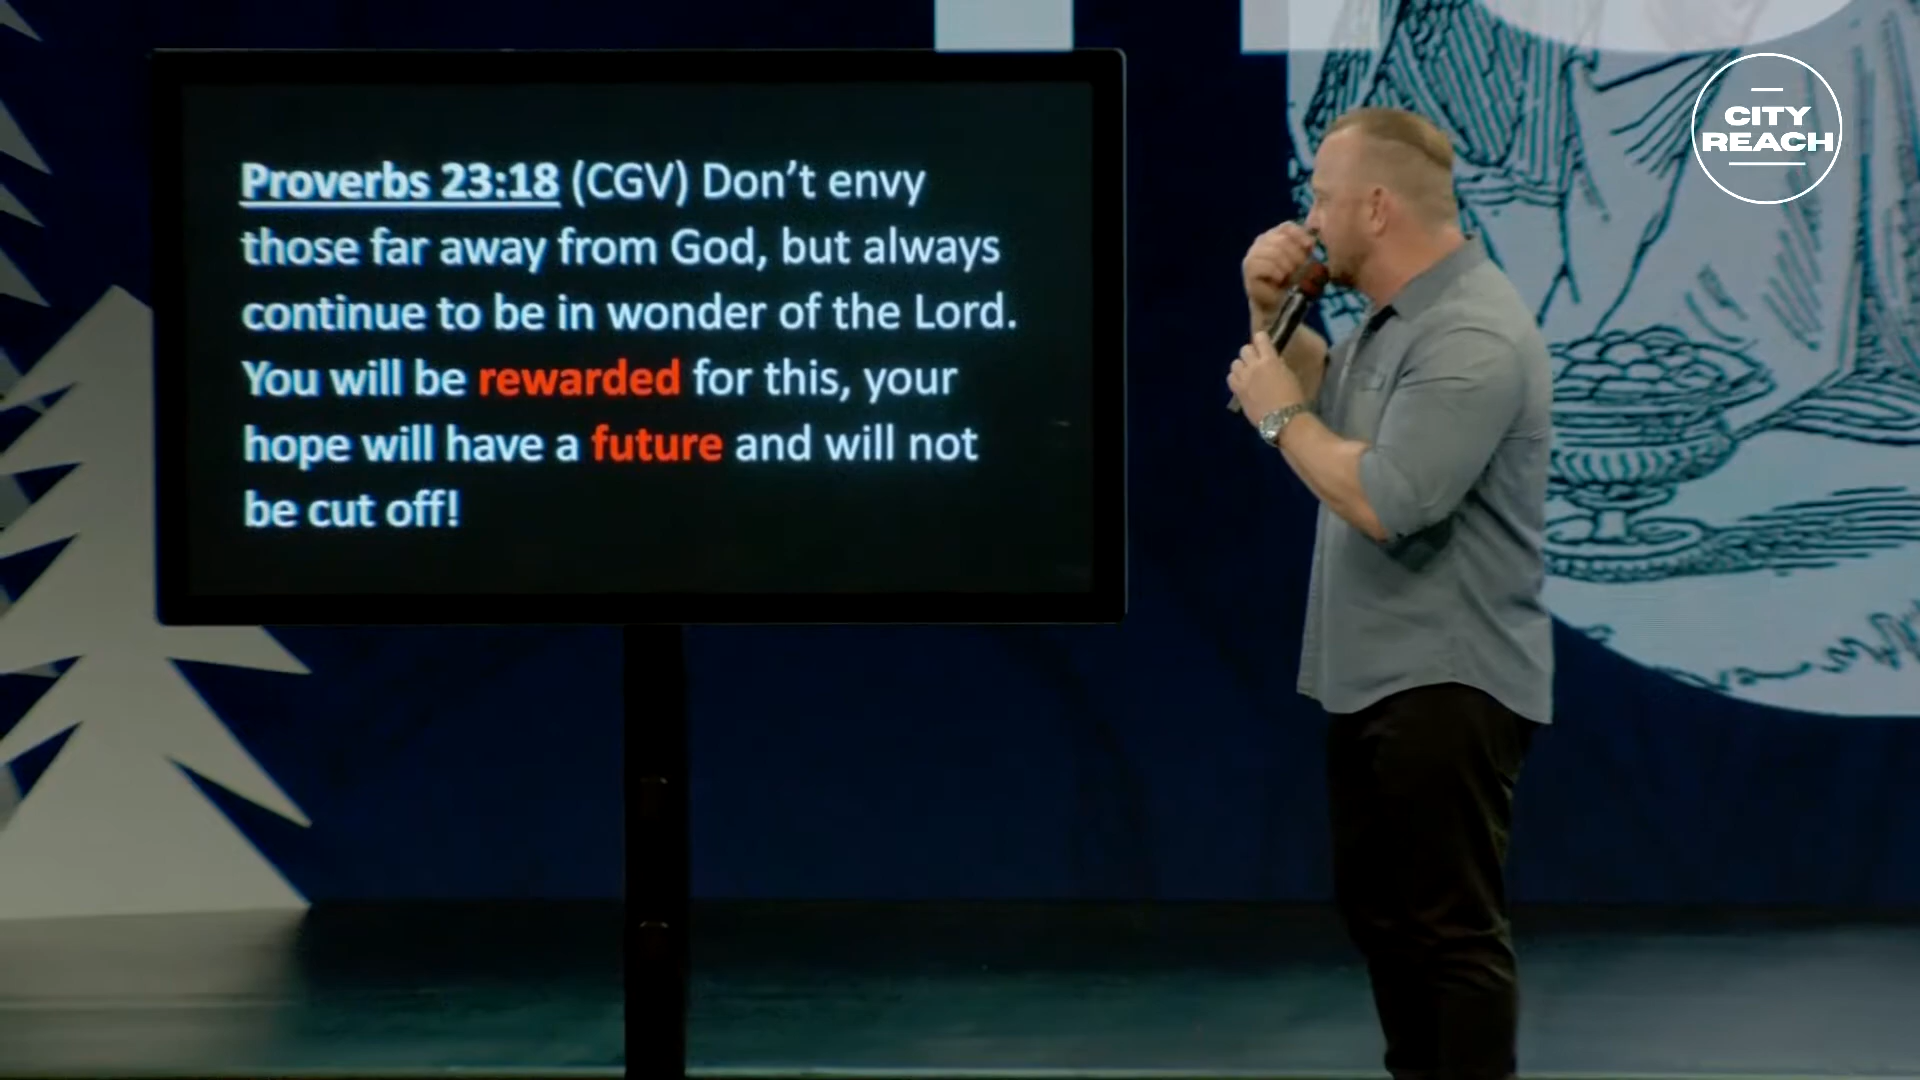 Proverbs 23:18 (CGV) Don't envy
those far away from God, but always
continue to be in wonder of the Lord.
You will be rewarded for this, your
hope will have a future and will not
be cut off!
CITY
REACH